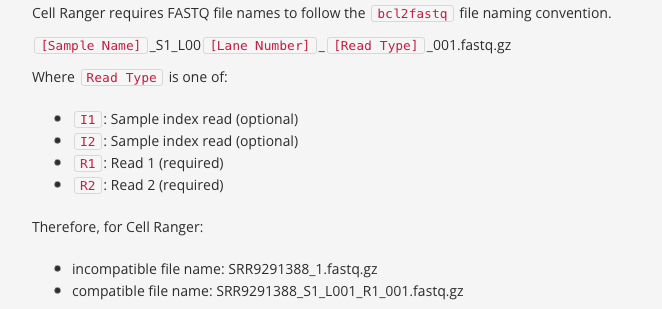 Cell Ranger requires FASTQ file names to follow the bcl2fastq file naming convention.
[Sample Name]_S1_L00[Lane Number]_[Read Type]_001.fastq.gz
Where Read Type is one of:
• I1: Sample index read (optional)
• I2: Sample index read (optional)
• R1: Read 1 (required)
• R2: Read 2 (required)
Therefore, for Cell Ranger:
• incompatible file name: SRR9291388_1.fastq.gz
• compatible file name: SRR9291388_S1_L001_R1_001.fastq.gz